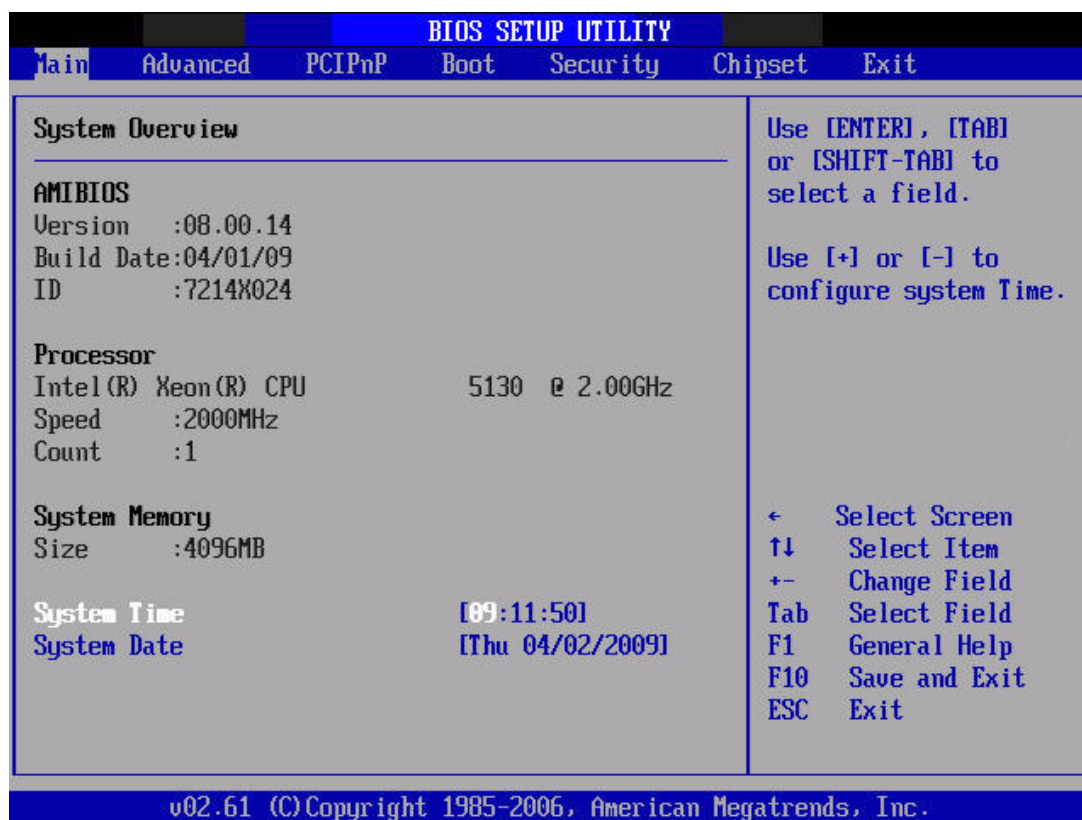 BIOS SETUP UTILITY
Main Advanced PCIPnP Boot Security Chipset Exit
System Overview
AMIBIOS
Version :08.00.14
Build Date:04/01/09
ID :7214X024
Processor
Intel(R) Xeon(R) CPU 5130 @ 2.00GHz
Speed :2000MHz
Count :1
System Memory
Size :4096MB
System Time [09:11:50]
System Date [Thu 04/02/2009]
Use [ENTER], [TAB]
or [SHIFT-TAB] to
select a field.
Use [+] or [-] to
configure system Time.
← Select Screen
↑↓ Select Item
+- Change Field
Tab Select Field
F1 General Help
F10 Save and Exit
ESC Exit
v02.61 (C)Copyright 1985-2006, American Megatrends, Inc.